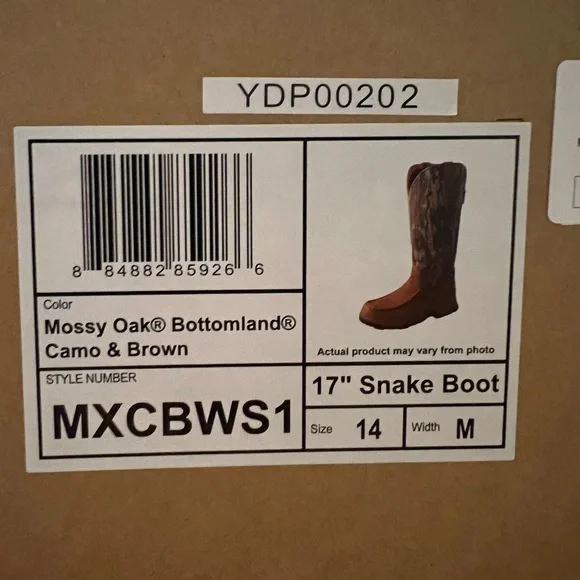 YDP00202
8 84882 85926 6
Color
Mossy Oak® Bottomland®
Camo & Brown
STYLE NUMBER
MXCBWS1
Actual product may vary from photo
17" Snake Boot
Size 14 Width M